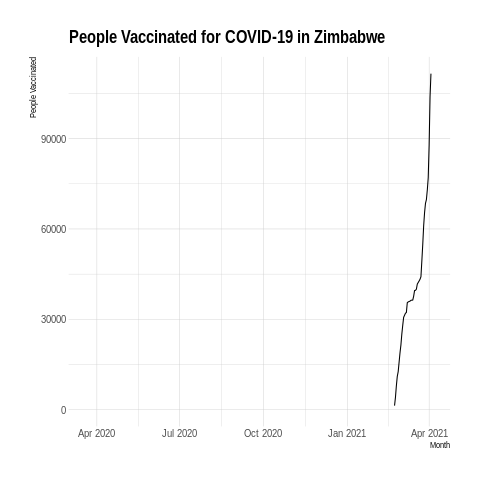 People Vaccinated for COVID-19 in Zimbabwe
People Vaccinated
90000
60000
30000
0
Apr 2020 Jul 2020 Oct 2020 Jan 2021 Apr 2021
Month